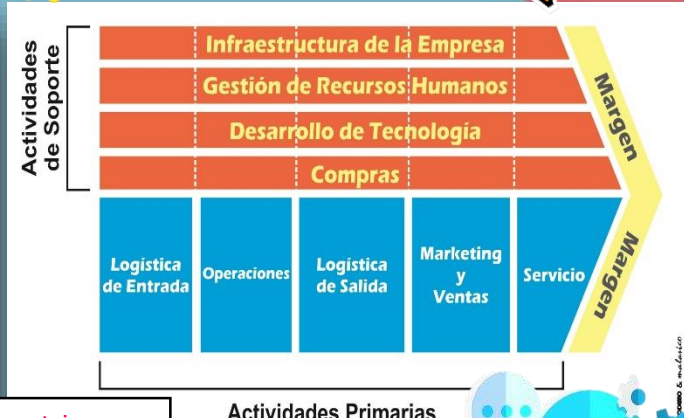 Actividades
de Soporte
Infraestructura de la Empresa
Gestión de Recursos Humanos
Desarrollo de Tecnología
Compras
Margen
Logística
de Entrada
Operaciones
Logística
de Salida
Marketing
y
Ventas
Servicio
Margen
Actividades Primarias